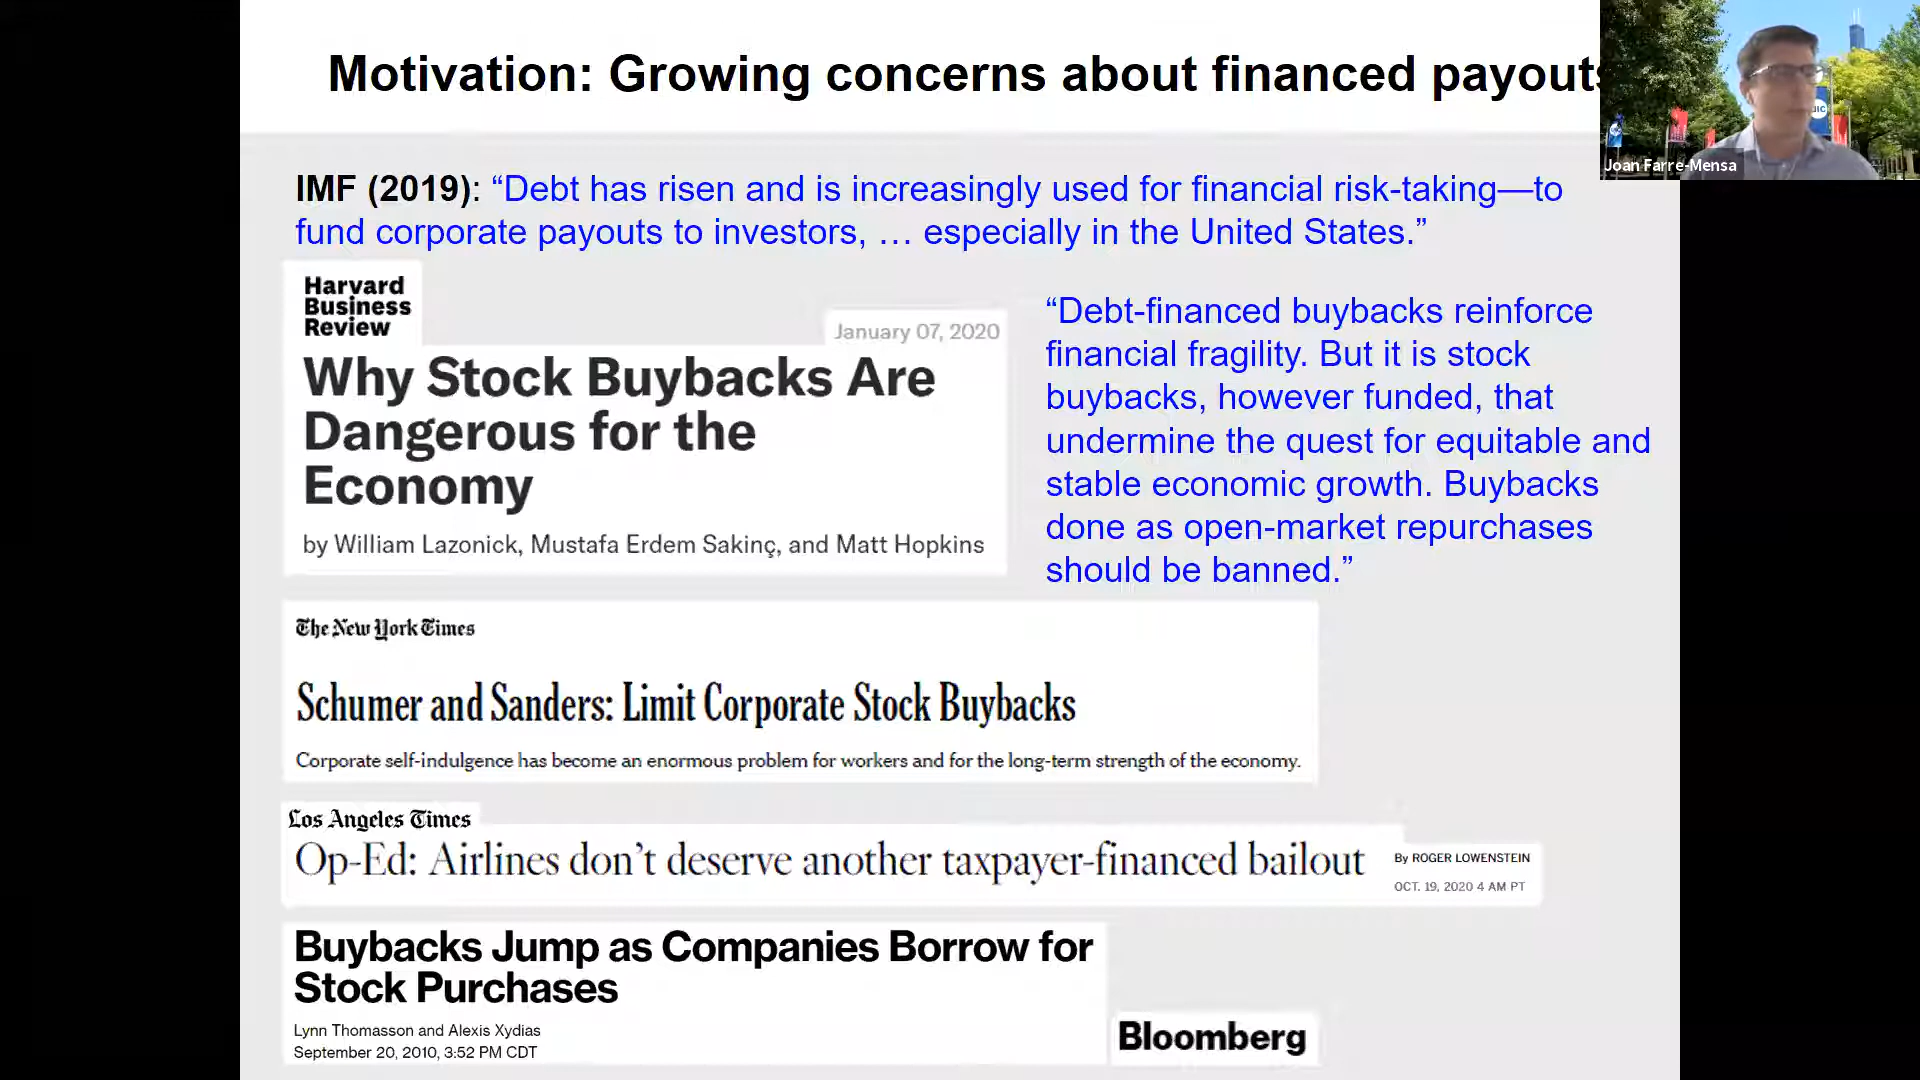 Motivation: Growing concerns about financed payouts
Joan Farre-Mensa
UIC
IMF (2019): “Debt has risen and is increasingly used for financial risk-taking—to
fund corporate payouts to investors, … especially in the United States.”
Harvard
Business
Review
January 07, 2020
Why Stock Buybacks Are
Dangerous for the
Economy
by William Lazonick, Mustafa Erdem Sakinç, and Matt Hopkins
“Debt-financed buybacks reinforce
financial fragility. But it is stock
buybacks, however funded, that
undermine the quest for equitable and
stable economic growth. Buybacks
done as open-market repurchases
should be banned.”
The New York Times
Schumer and Sanders: Limit Corporate Stock Buybacks
Corporate self-indulgence has become an enormous problem for workers and for the long-term strength of the economy.
Los Angeles Times
Op-Ed: Airlines don’t deserve another taxpayer-financed bailout
By ROGER LOWENSTEIN
OCT. 19, 2020 4 AM PT
Buybacks Jump as Companies Borrow for
Stock Purchases
Lynn Thomasson and Alexis Xydias
September 20, 2010, 3:52 PM CDT
Bloomberg